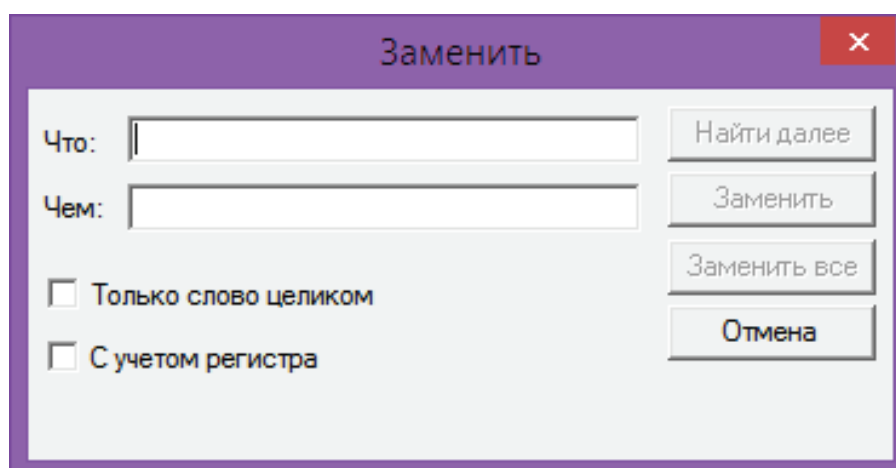 Заменить
Что:
Найти далее
Чем:
Заменить
Заменить все
Только слово целиком
Отмена
С учетом регистра